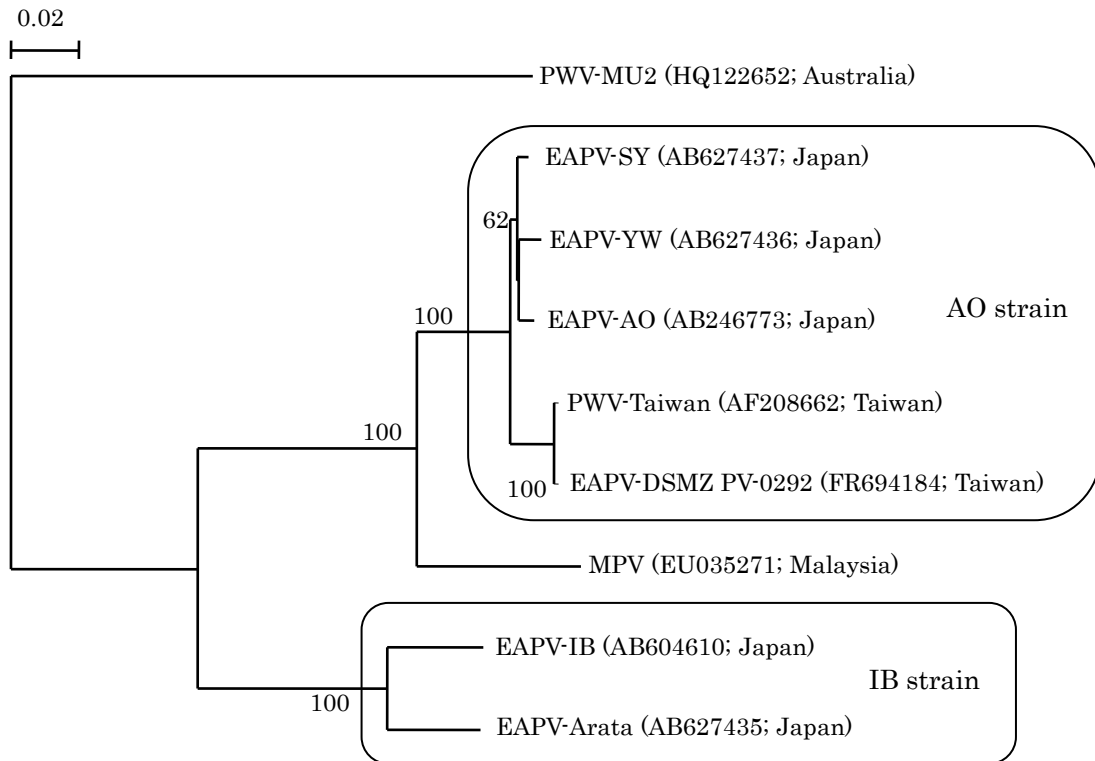 0.02
PWV-MU2 (HQ122652; Australia)
EAPV-SY (AB627437; Japan)
62
EAPV-YW (AB627436; Japan)
AO strain
100
EAPV-AO (AB246773; Japan)
PWV-Taiwan (AF208662; Taiwan)
100
100
EAPV-DSMZ PV-0292 (FR694184; Taiwan)
MPV (EU035271; Malaysia)
EAPV-IB (AB604610; Japan)
IB strain
100
EAPV-Arata (AB627435; Japan)